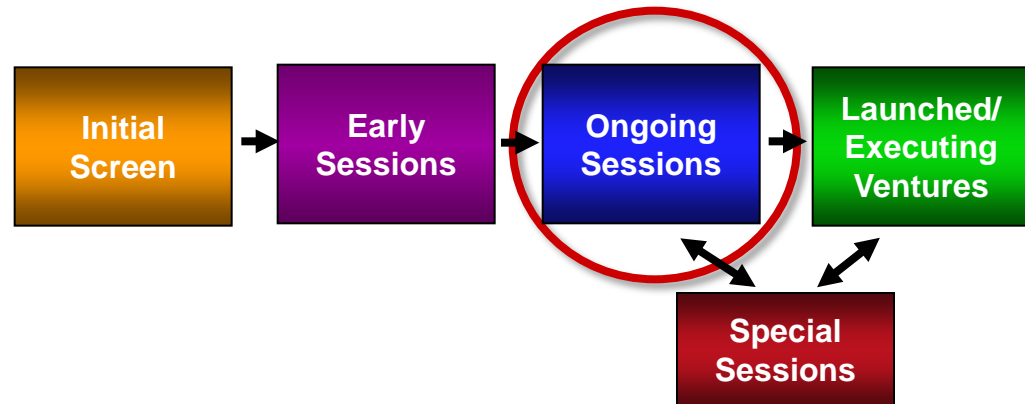 Initial
Screen
Early
Sessions
Ongoing
Sessions
Launched/
Executing
Ventures
Special
Sessions